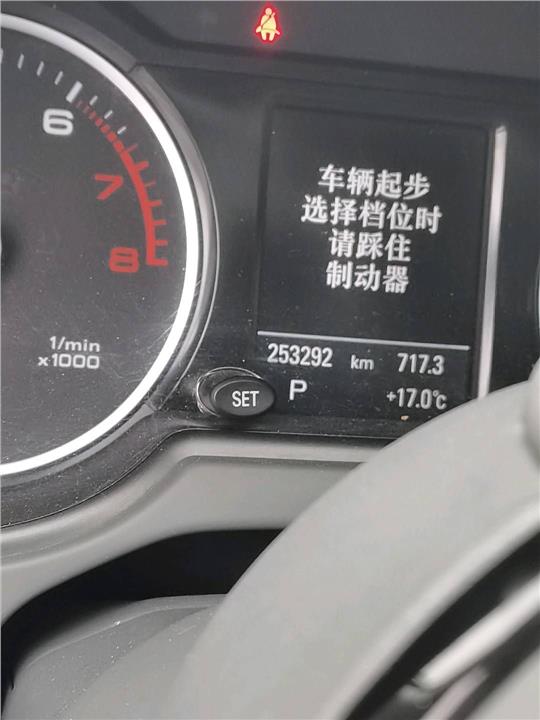 6
7
8
1/min
x1000
车辆起步
选择档位时
请踩住
制动器
253292 km 717.3
SET P +17.0℃